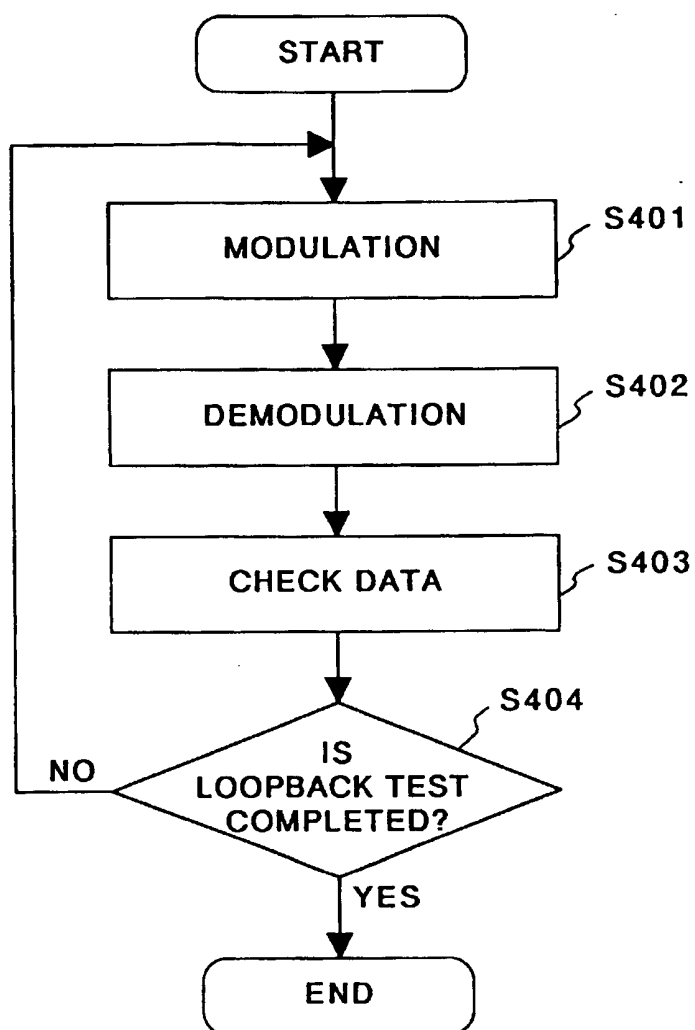 START
MODULATION
S401
DEMODULATION
S402
CHECK DATA
S403
S404
IS
LOOPBACK TEST
COMPLETED?
NO
YES
END